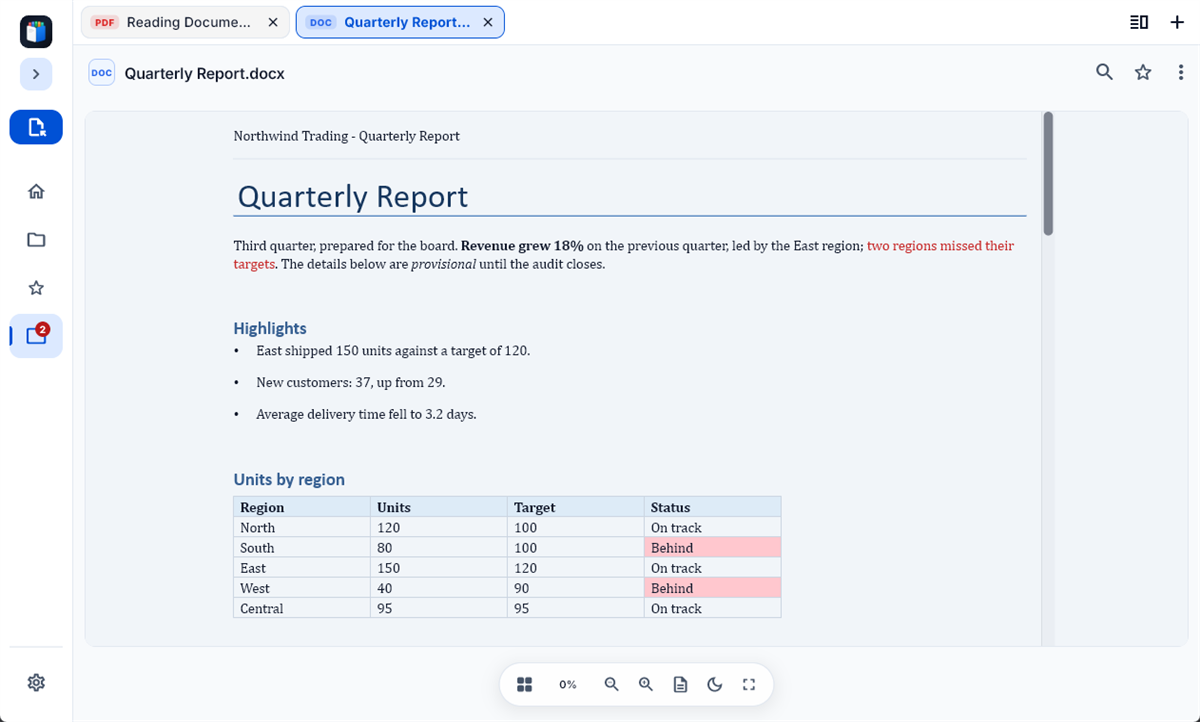 PDF Reading Docume...
DOC Quarterly Report...
DOC Quarterly Report.docx
Northwind Trading - Quarterly Report
Quarterly Report
Third quarter, prepared for the board. Revenue grew 18% on the previous quarter, led by the East region; two regions missed their
targets. The details below are provisional until the audit closes.
Highlights
• East shipped 150 units against a target of 120.
• New customers: 37, up from 29.
• Average delivery time fell to 3.2 days.
Units by region
Region Units Target Status
North 120 100 On track
South 80 100 Behind
East 150 120 On track
West 40 90 Behind
Central 95 95 On track
2
0%